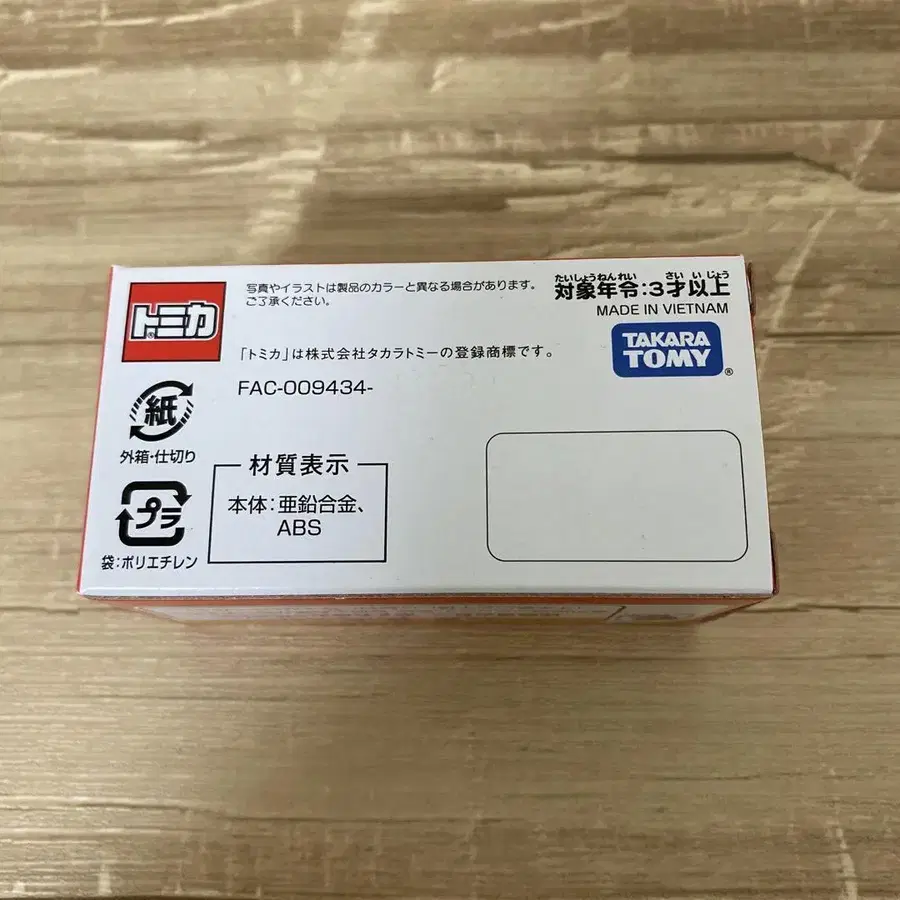 トミカ®
写真やイラストは製品のカラーと異なる場合があります。
ご了承ください。
たいしょうねんれい さい いじょう
対象年令:3才以上
MADE IN VIETNAM
「トミカ」は株式会社タカラトミーの登録商標です。
TAKARA
TOMY®
FAC-009434-
紙
外箱・仕切り
プラ
袋:ポリエチレン
材質表示
本体:亜鉛合金、
ABS